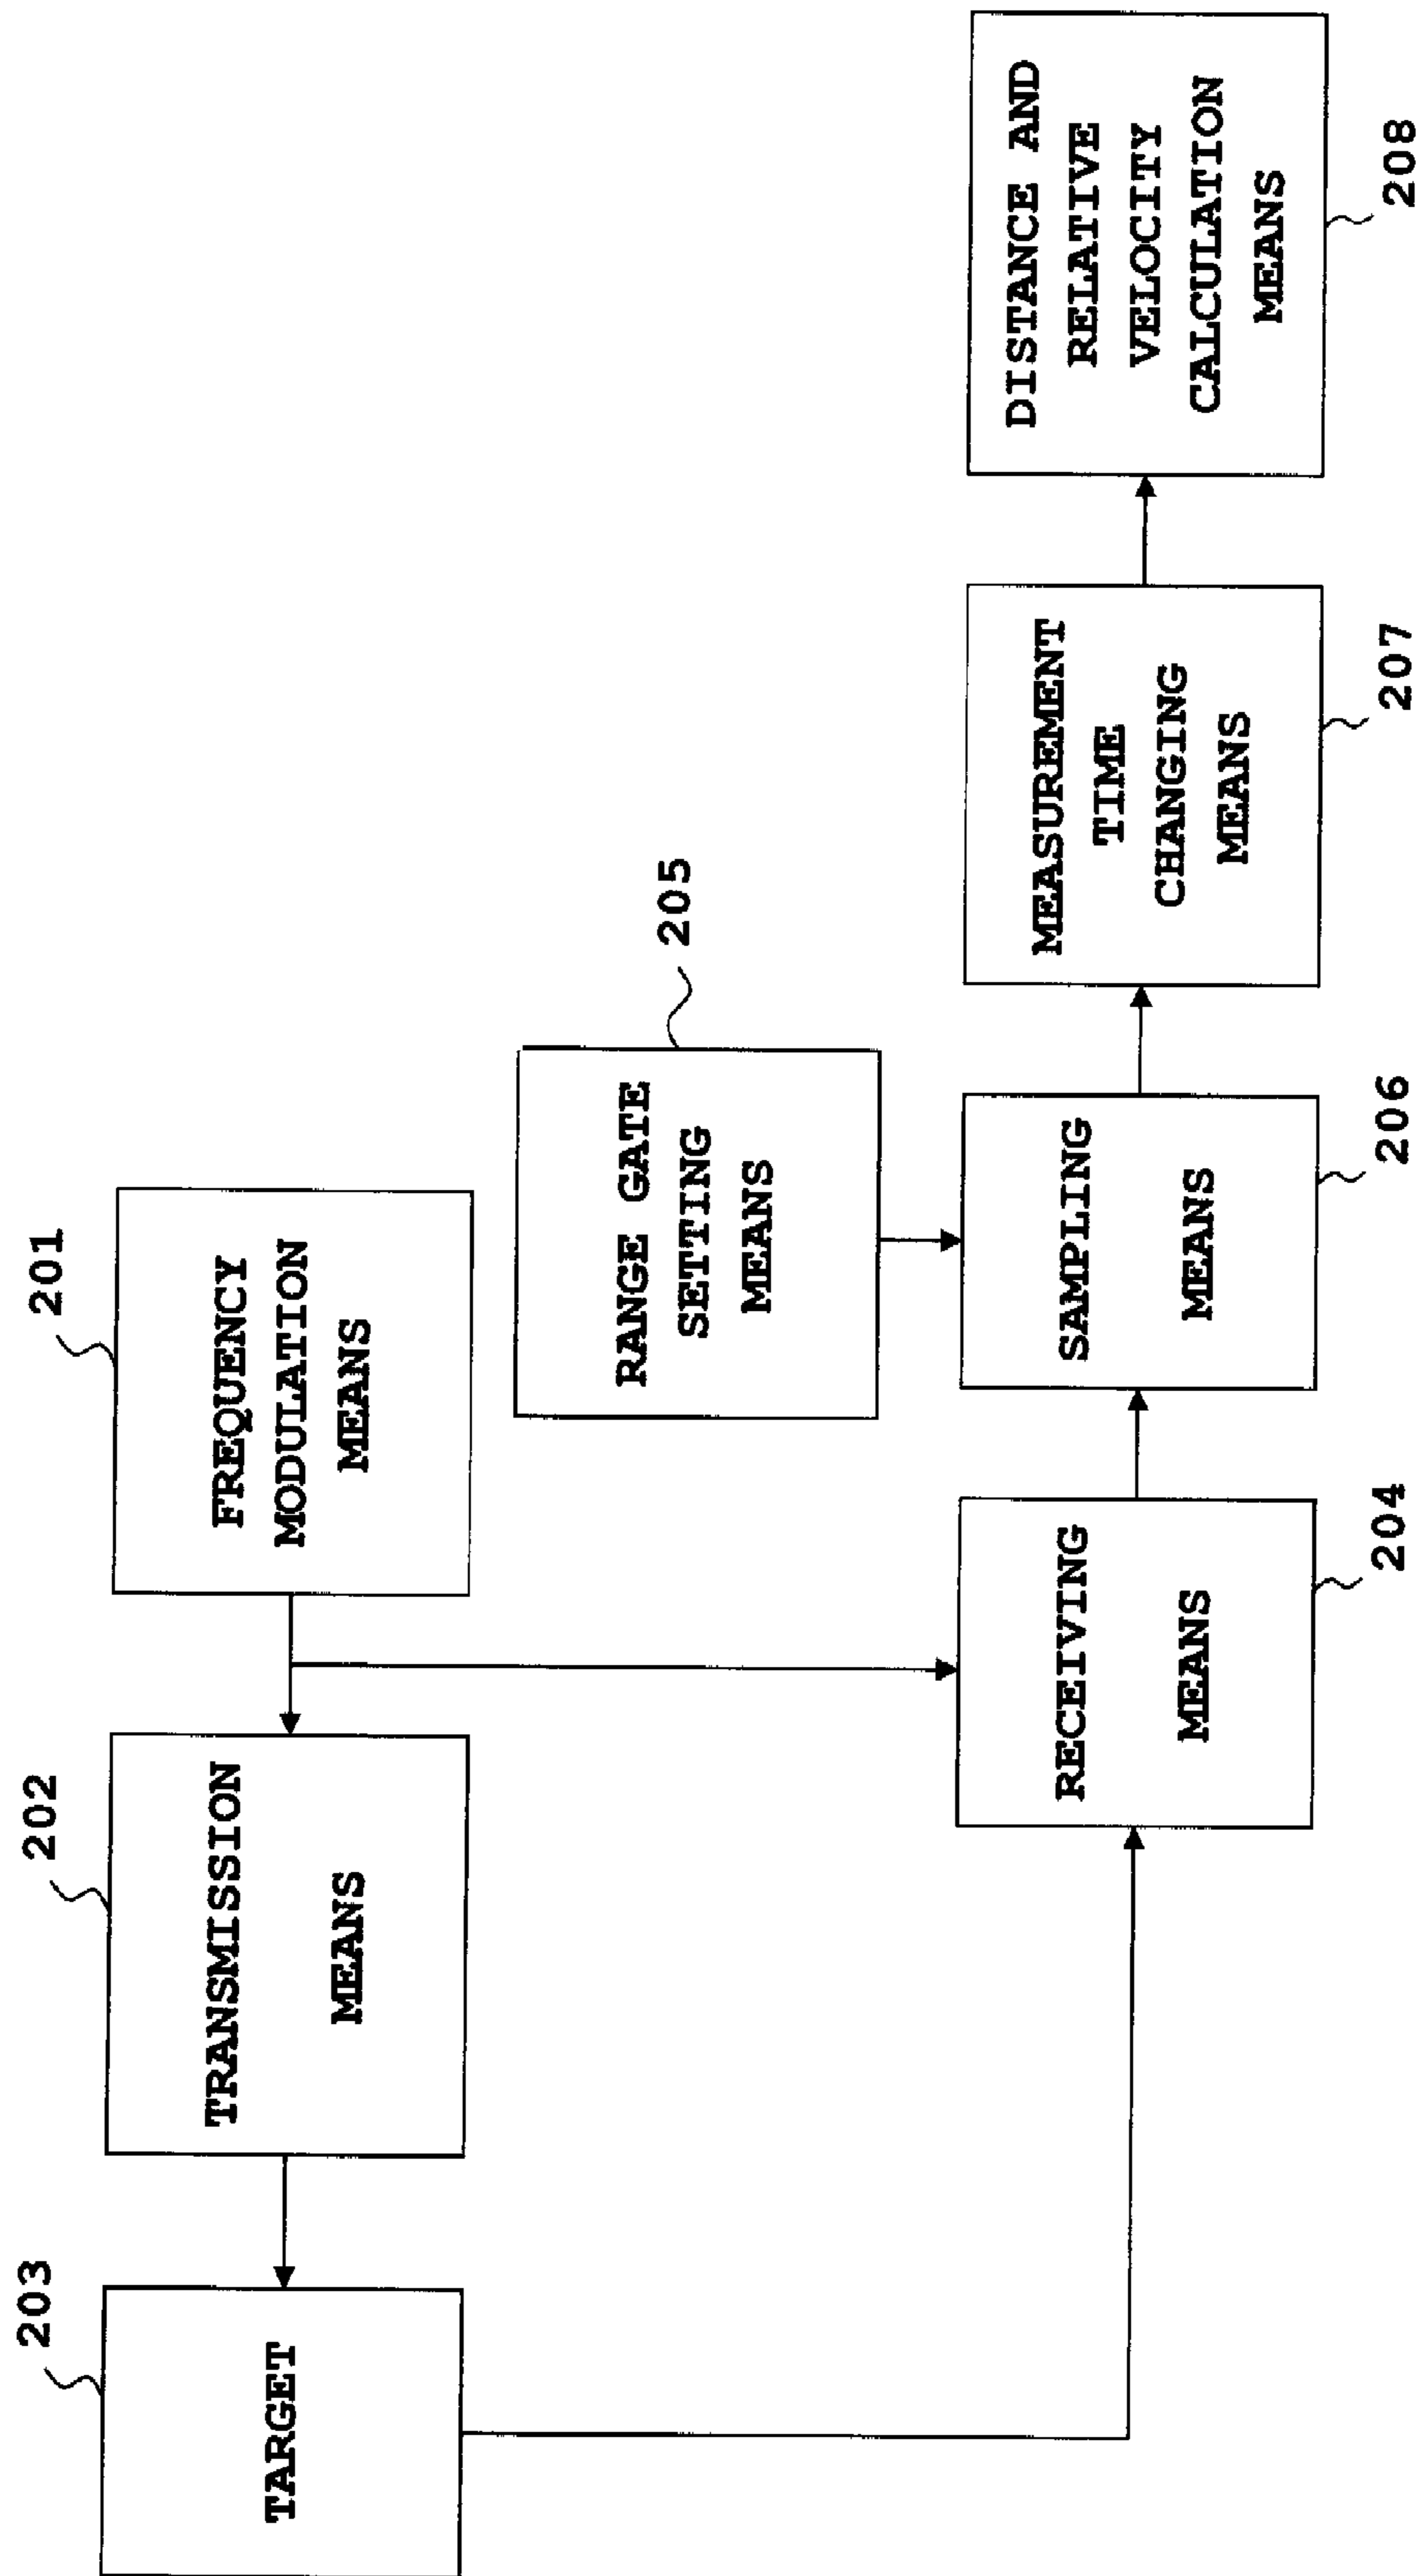 203
TARGET
202
TRANSMISSION
MEANS
201
FREQUENCY
MODULATION
MEANS
205
RANGE GATE
SETTING
MEANS
RECEIVING
MEANS
204
SAMPLING
MEANS
206
MEASUREMENT
TIME
CHANGING
MEANS
207
DISTANCE AND
RELATIVE
VELOCITY
CALCULATION
MEANS
208